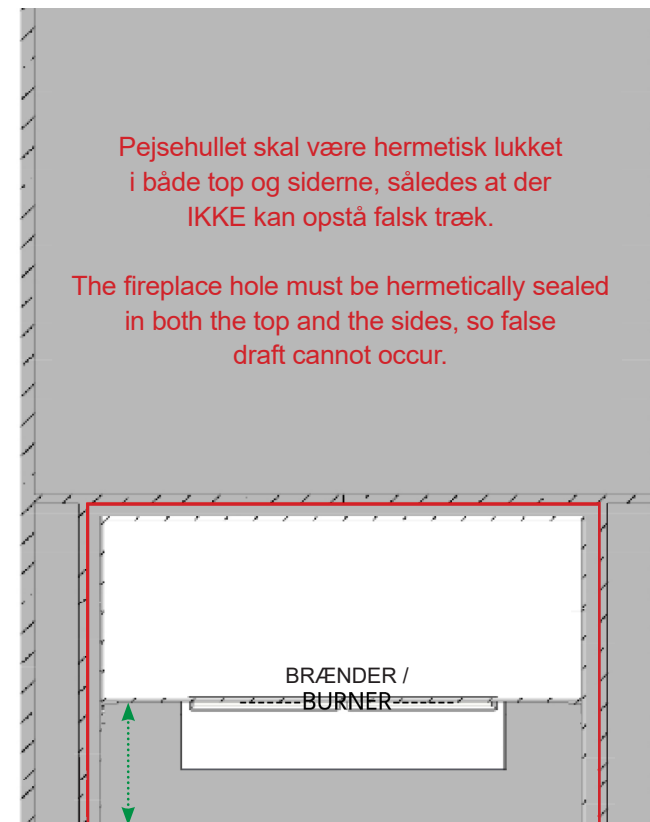 Pejsehullet skal være hermetisk lukket
i både top og siderne, således at der
IKKE kan opstå falsk træk.
The fireplace hole must be hermetically sealed
in both the top and the sides, so false
draft cannot occur.
BRÆNDER /
BURNER